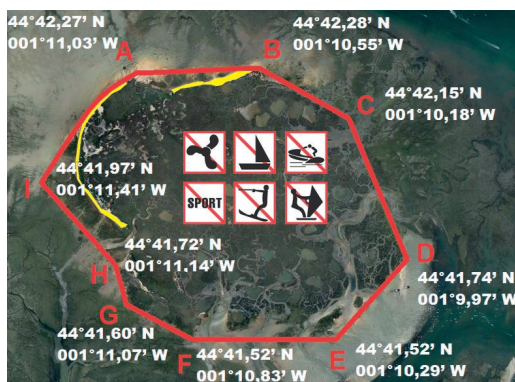 44°42,27' N
001°11,03' W
A
B
44°42,28' N
001°10,55' W
C
44°42,15' N
001°10,18' W
I
44°41,97' N
001°11,41' W
SPORT
H
44°41,72' N
001°11,14' W
D
44°41,74' N
001°9,97' W
G
44°41,60' N
001°11,07' W
F
44°41,52' N
001°10,83' W
E
44°41,52' N
001°10,29' W